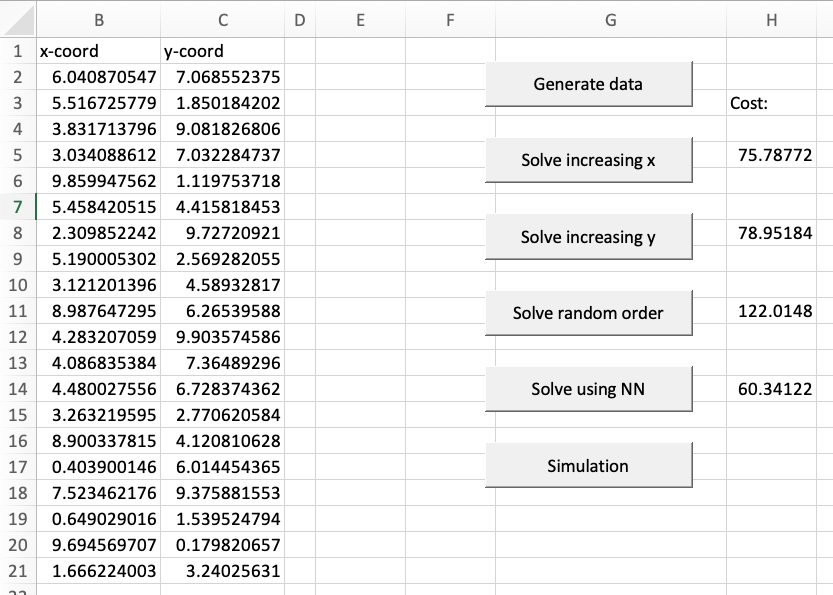 B C D E F G H
1 x-coord y-coord
2 6.040870547 7.068552375 Generate data
3 5.516725779 1.850184202 Cost:
4 3.831713796 9.081826806
5 3.034088612 7.032284737 Solve increasing x 75.78772
6 9.859947562 1.119753718
7 5.458420515 4.415818453
8 2.309852242 9.72720921 Solve increasing y 78.95184
9 5.190005302 2.569282055
10 3.121201396 4.58932817
11 8.987647295 6.26539588 Solve random order 122.0148
12 4.283207059 9.903574586
13 4.086835384 7.36489296
14 4.480027556 6.728374362 Solve using NN 60.34122
15 3.263219595 2.770620584
16 8.900337815 4.120810628
17 0.403900146 6.014454365 Simulation
18 7.523462176 9.375881553
19 0.649029016 1.539524794
20 9.694569707 0.179820657
21 1.666224003 3.24025631